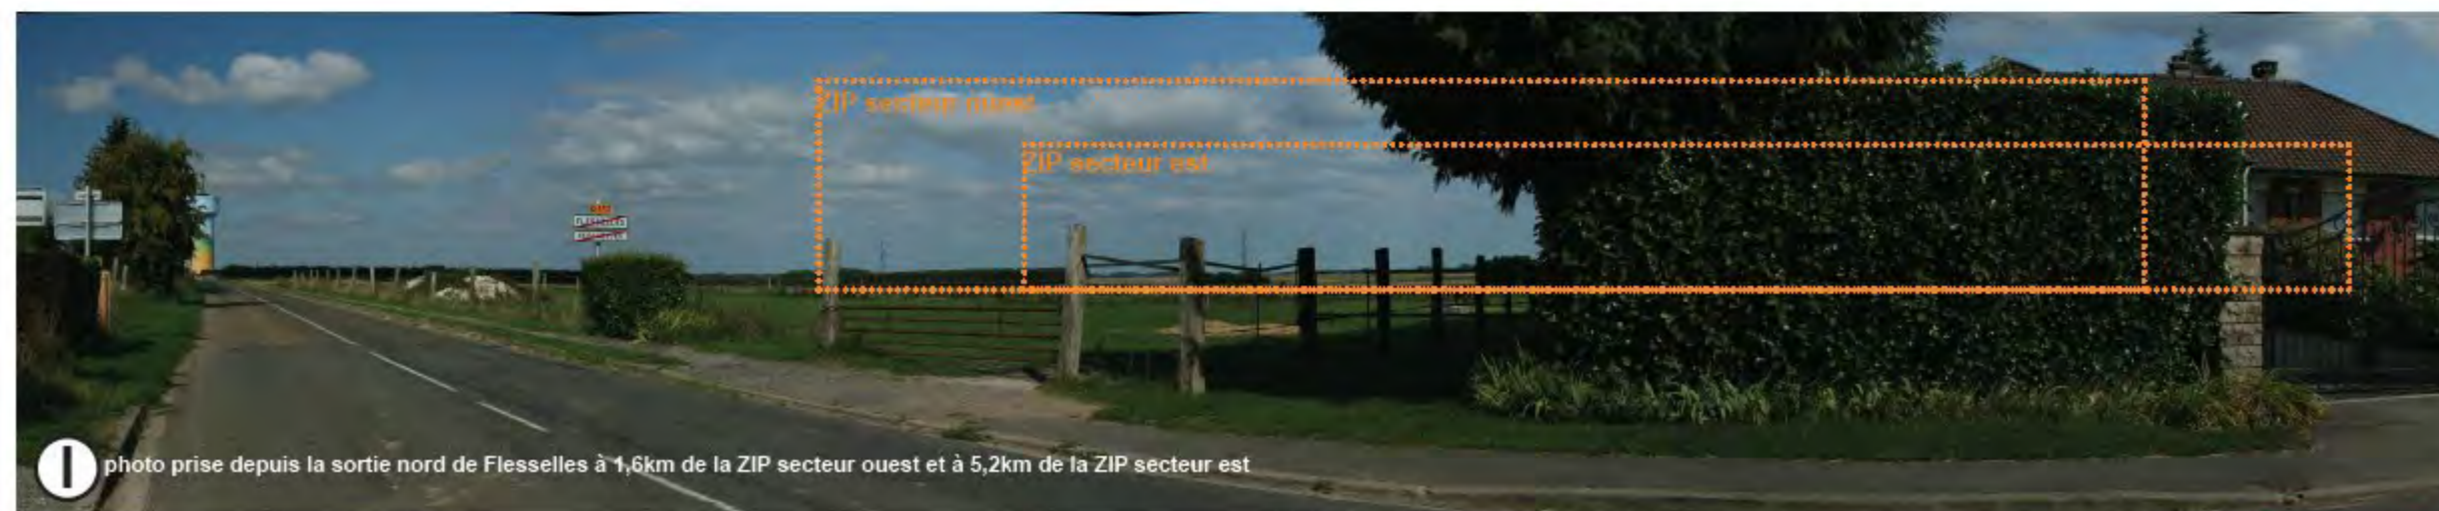 ZIP secteur ouest
ZIP secteur est
FLESSELLES
I photo prise depuis la sortie nord de Flesselles à 1,6km de la ZIP secteur ouest et à 5,2km de la ZIP secteur est